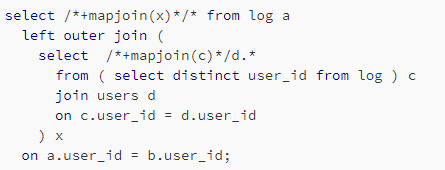 select /*+mapjoin(x)*/* from log a
left outer join (
select /*+mapjoin(c)*/d.*
from ( select distinct user_id from log ) c
join users d
on c.user_id = d.user_id
) x
on a.user_id = b.user_id;